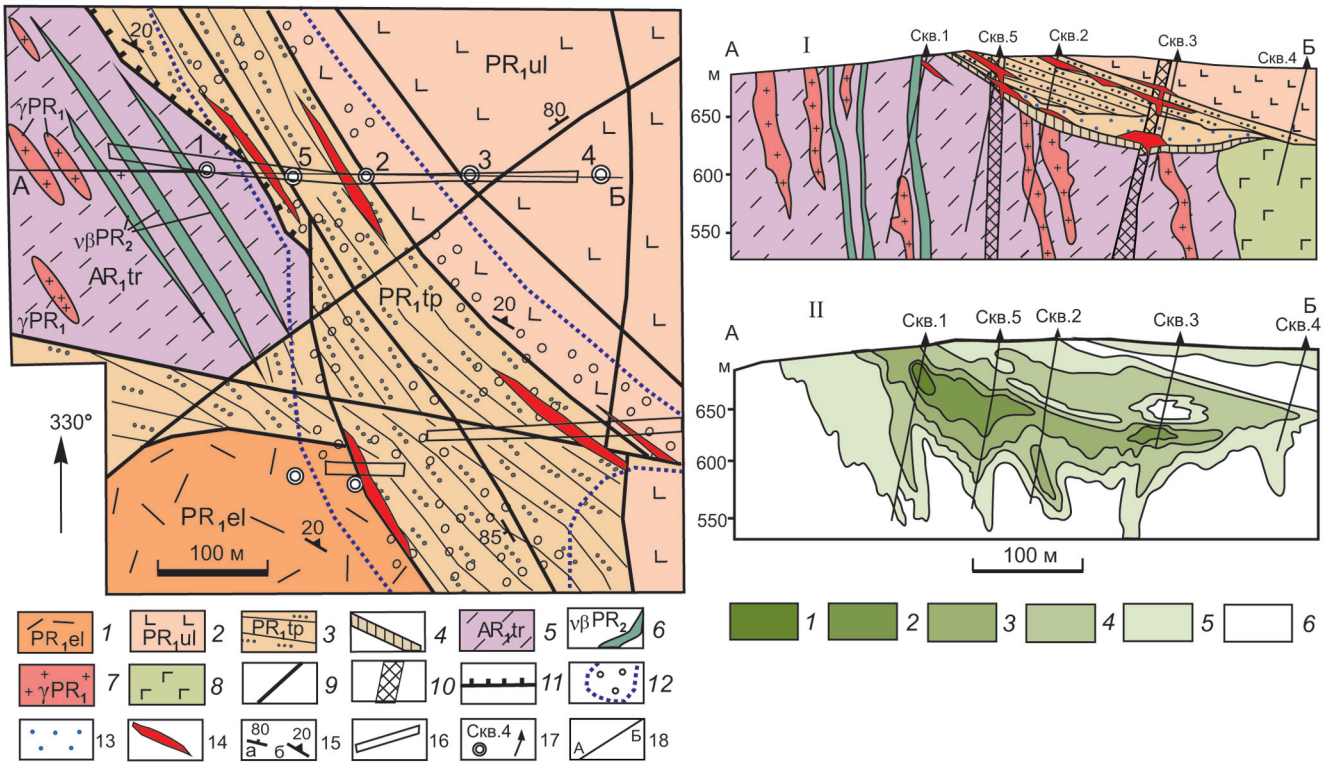 20
PR₁ul
80
γPR₁
А
1
5
2
3
4
Б
νβPR₂
AR₁tr
γPR₁
PR₁tp
20
330°
PR₁el
20
85
100 м
I
А
Скв.1
Скв.5
Скв.2
Скв.3
Б
Скв.4
м
650
600
550
II
А
Скв.1
Скв.5
Скв.2
Скв.3
Б
Скв.4
м
650
600
550
100 м
PR₁el 1
PR₁ul 2
PR₁tp 3
4
AR₁tr 5
νβPR₂ 6
γPR₁ 7
8
9
10
11
12
13
14
80 а б 20 15
16
Скв.4 17
А Б 18
1
2
3
4
5
6